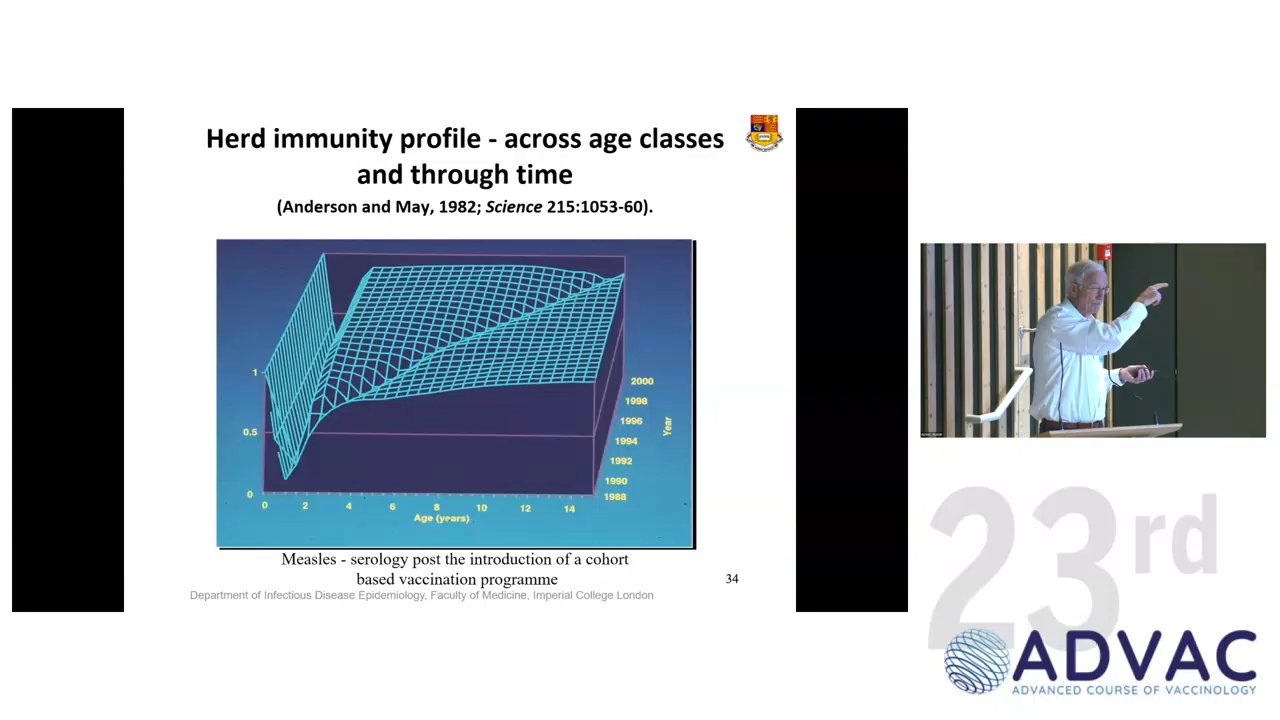 Herd immunity profile - across age classes
and through time
(Anderson and May, 1982; Science 215:1053-60).
1
0.5
0
0 2 4 6 8 10 12 14
Age (years)
2000
1998
1996
1994
1992
1990
1988
Year
Measles - serology post the introduction of a cohort
based vaccination programme
34
Department of Infectious Disease Epidemiology, Faculty of Medicine, Imperial College London
23rd
ADVAC
ADVANCED COURSE OF VACCINOLOGY